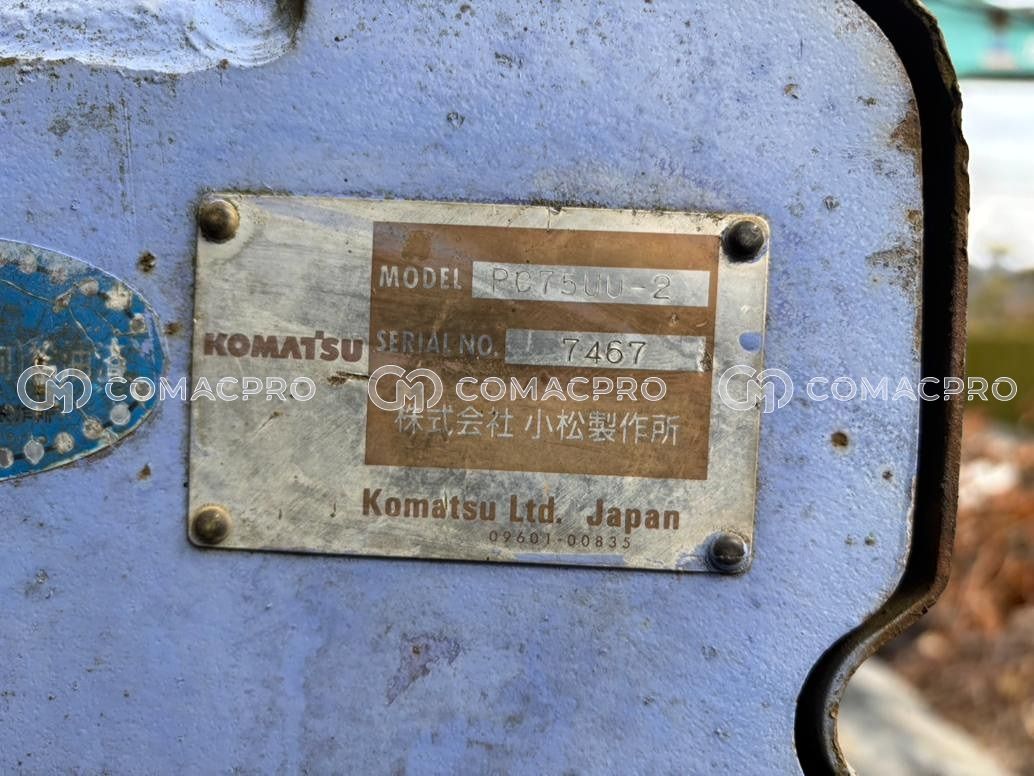 MODEL PC75UU-2
KOMATSU SERIAL NO. 7467
COMACPRO COMACPRO COMACPRO
株式会社 小松製作所
Komatsu Ltd. Japan
09601-00835